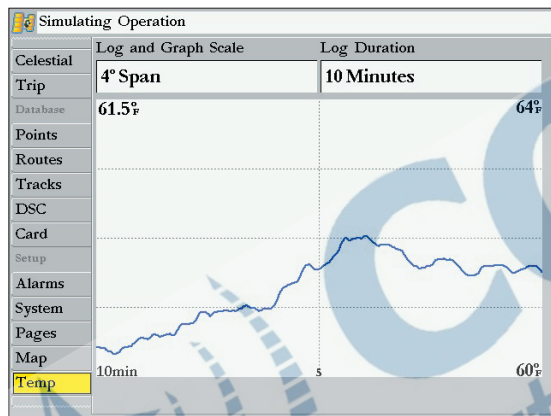 Simulating Operation
Log and Graph Scale
Log Duration
4° Span
10 Minutes
Celestial
Trip
Database
Points
Routes
Tracks
DSC
Card
Setup
Alarms
System
Pages
Map
Temp
61.5°F
64°F
10min
5
60°F